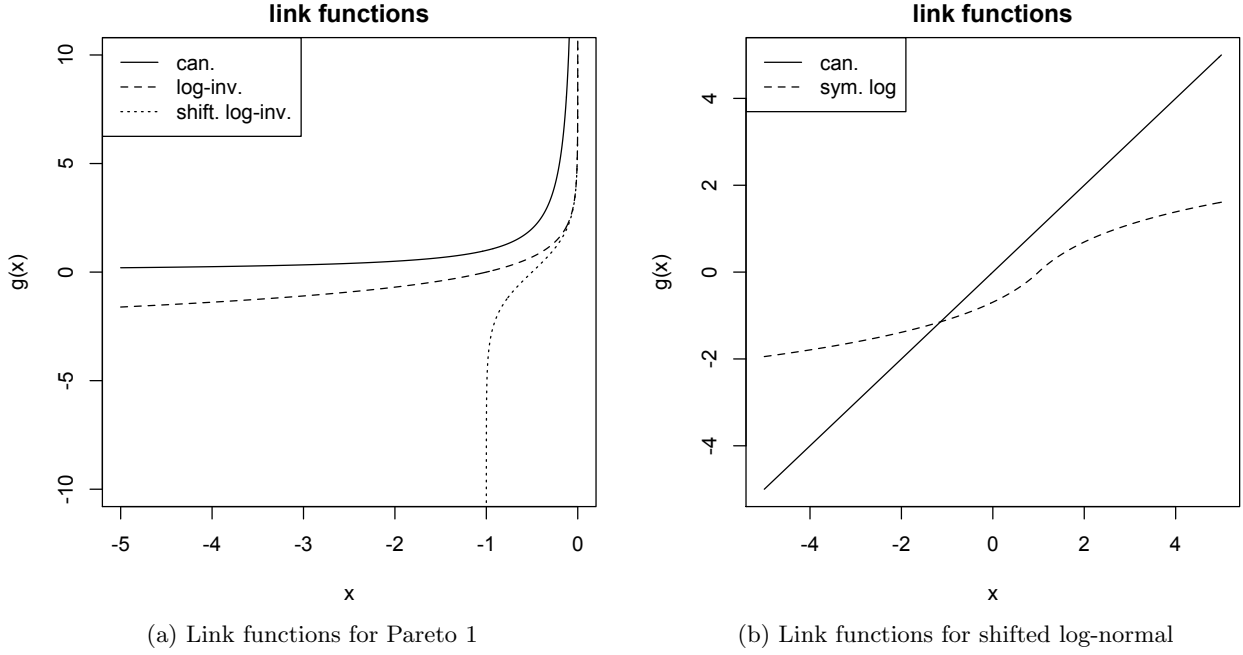 link functions
can.
log-inv.
shift. log-inv.
10
5
0
-5
-10
g(x)
-5 -4 -3 -2 -1 0
x
(a) Link functions for Pareto 1
link functions
can.
sym. log
4
2
0
-2
-4
g(x)
-4 -2 0 2 4
x
(b) Link functions for shifted log-normal